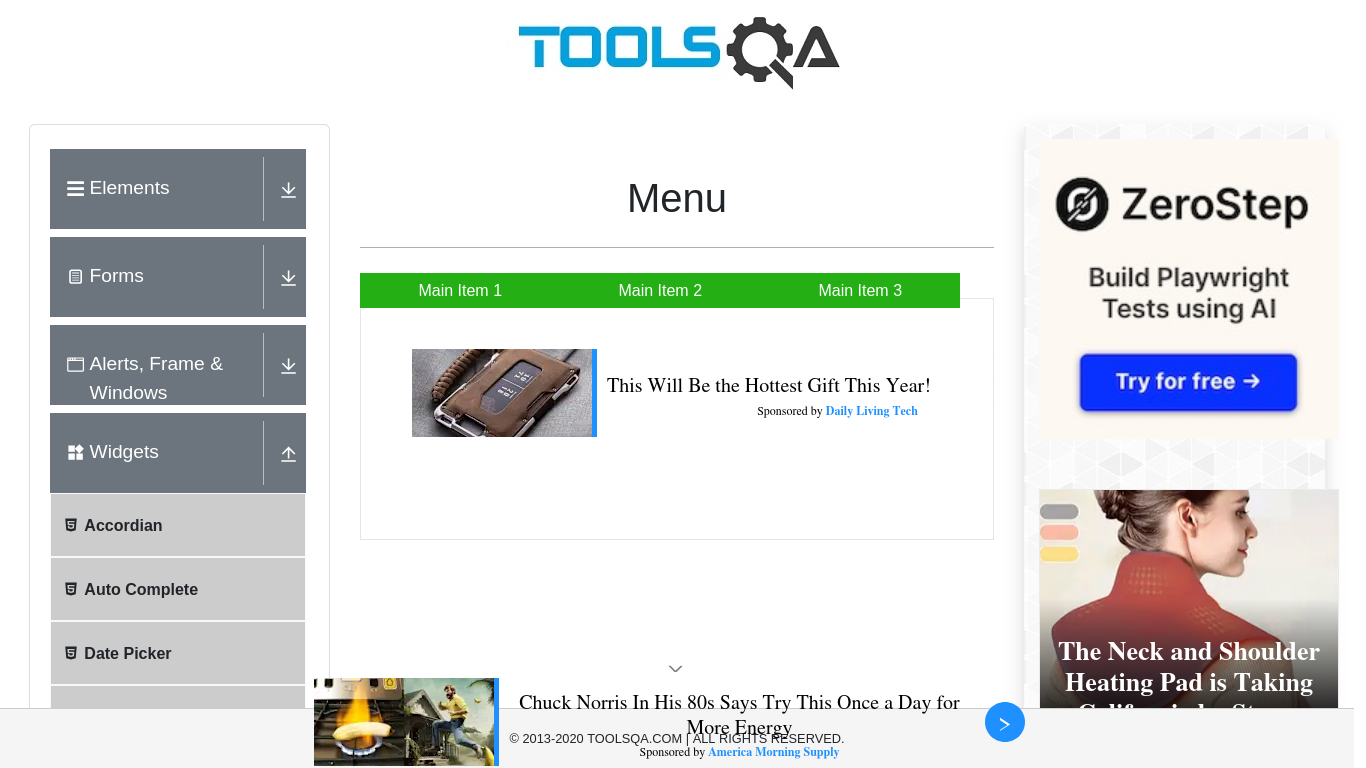 TOOLSQA
Elements
Forms
Alerts, Frame &
Windows
Widgets
Accordian
Auto Complete
Date Picker
Menu
Main Item 1
Main Item 2
Main Item 3
This Will Be the Hottest Gift This Year!
Sponsored by Daily Living Tech
ZeroStep
Build Playwright
Tests using AI
Try for free →
The Neck and Shoulder
Heating Pad is Taking
Chuck Norris In His 80s Says Try This Once a Day for
More Energy
© 2013-2020 TOOLSQA.COM | ALL RIGHTS RESERVED.
Sponsored by America Morning Supply